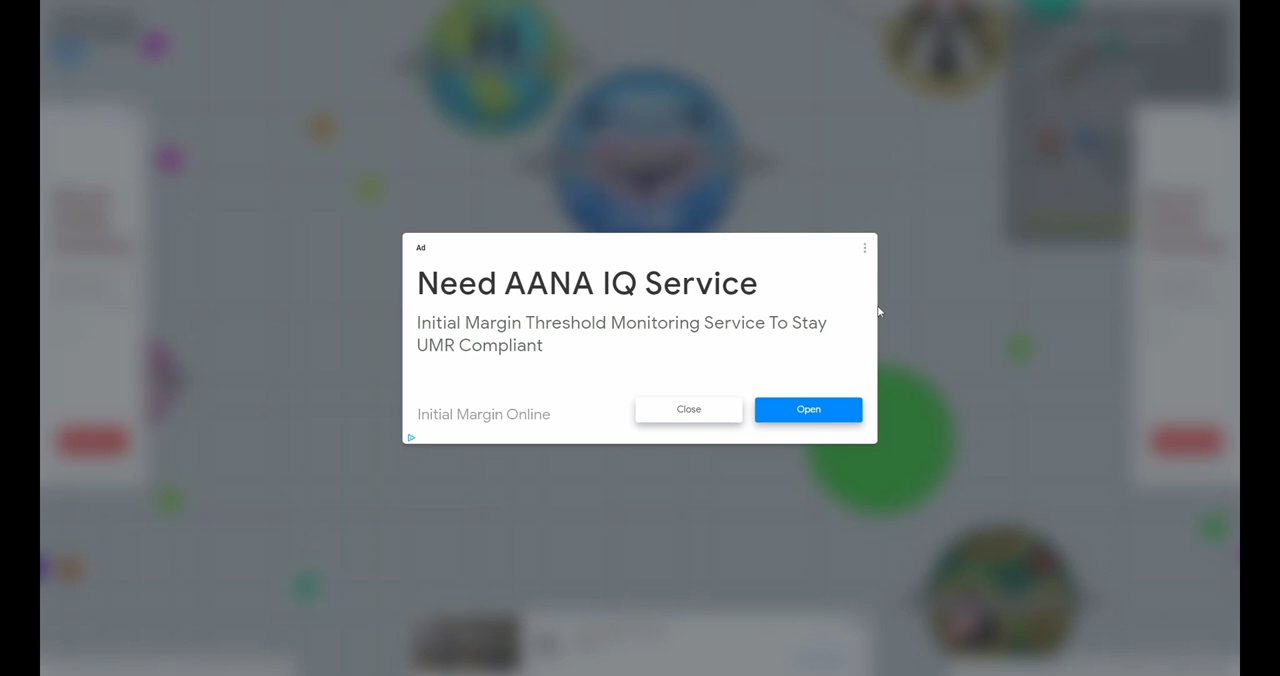 Ad
Need AANA IQ Service
Initial Margin Threshold Monitoring Service To Stay
UMR Compliant
Initial Margin Online
Close
Open